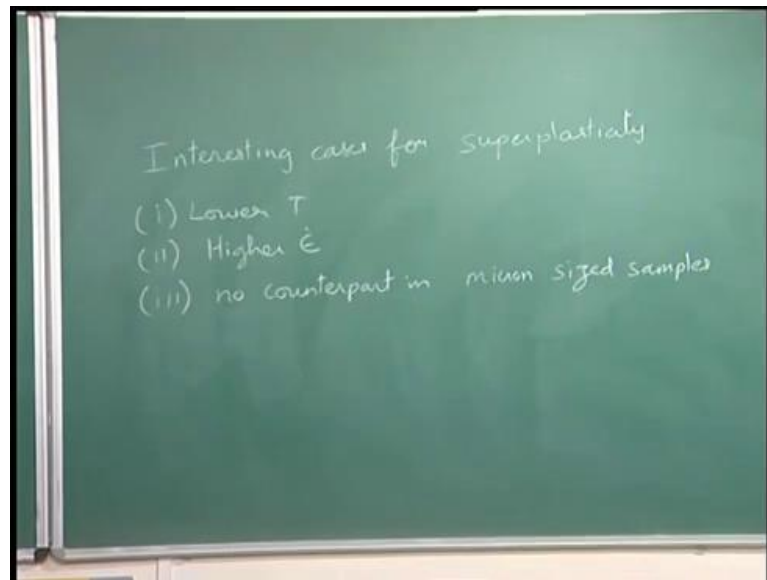 Interesting cases for superplasticity
(i) Lower T
(ii) Higher ε̇
(iii) no counterpart in micron sized samples